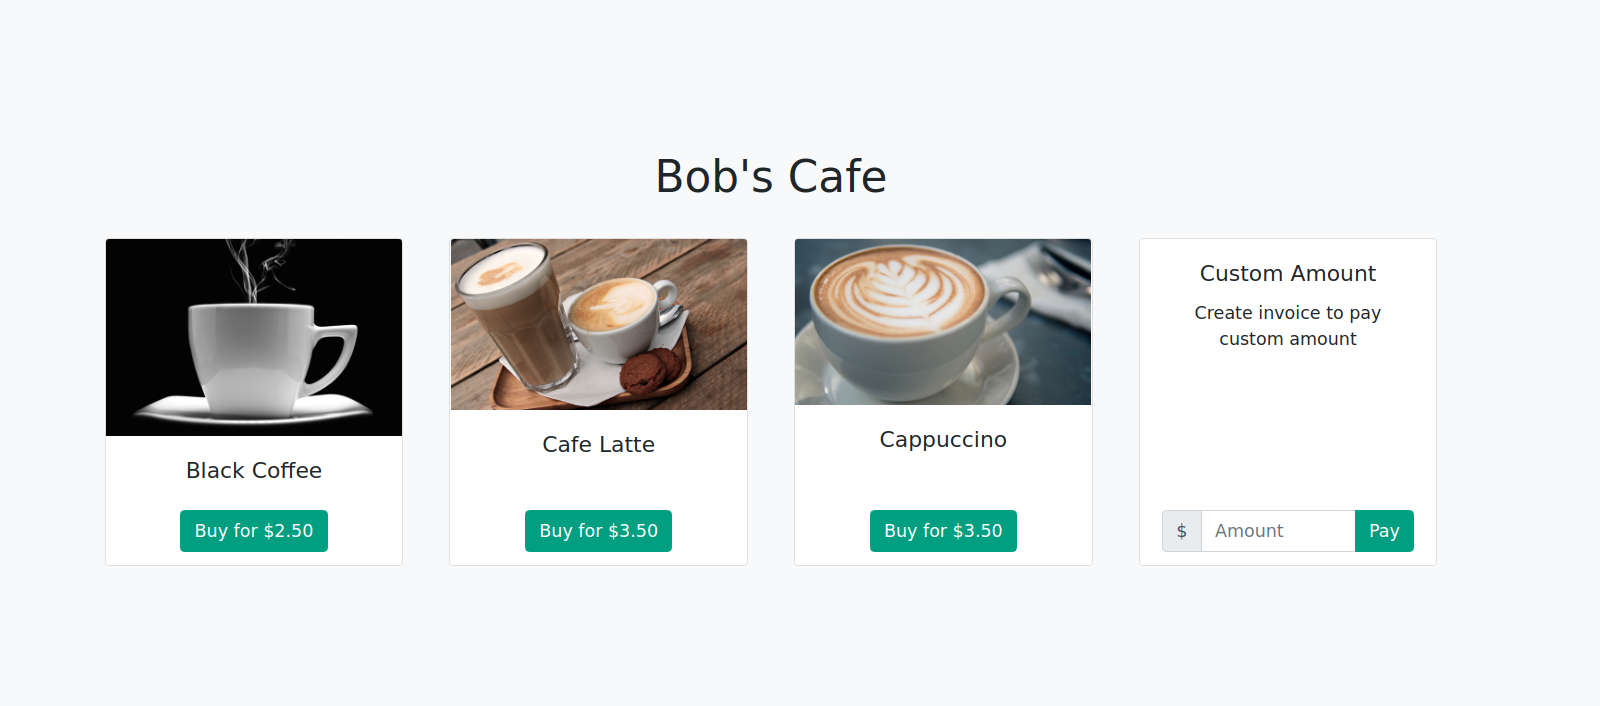 Bob's Cafe
Black Coffee
Buy for $2.50
Cafe Latte
Buy for $3.50
Cappuccino
Buy for $3.50
Custom Amount
Create invoice to pay
custom amount
$ Amount Pay